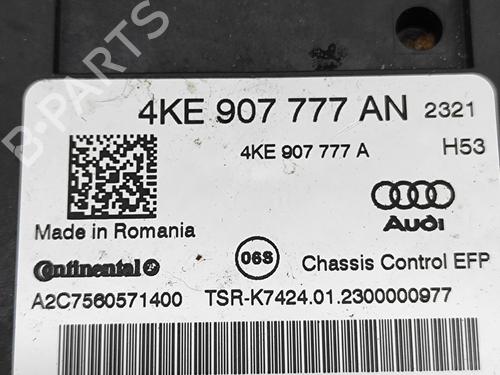 B-PARTS
4KE 907 777 AN 2321
4KE 907 777 A H53
Audi
Made in Romania
Continental 06S Chassis Control EFP
A2C7560571400 TSR-K7424.01.2300000977